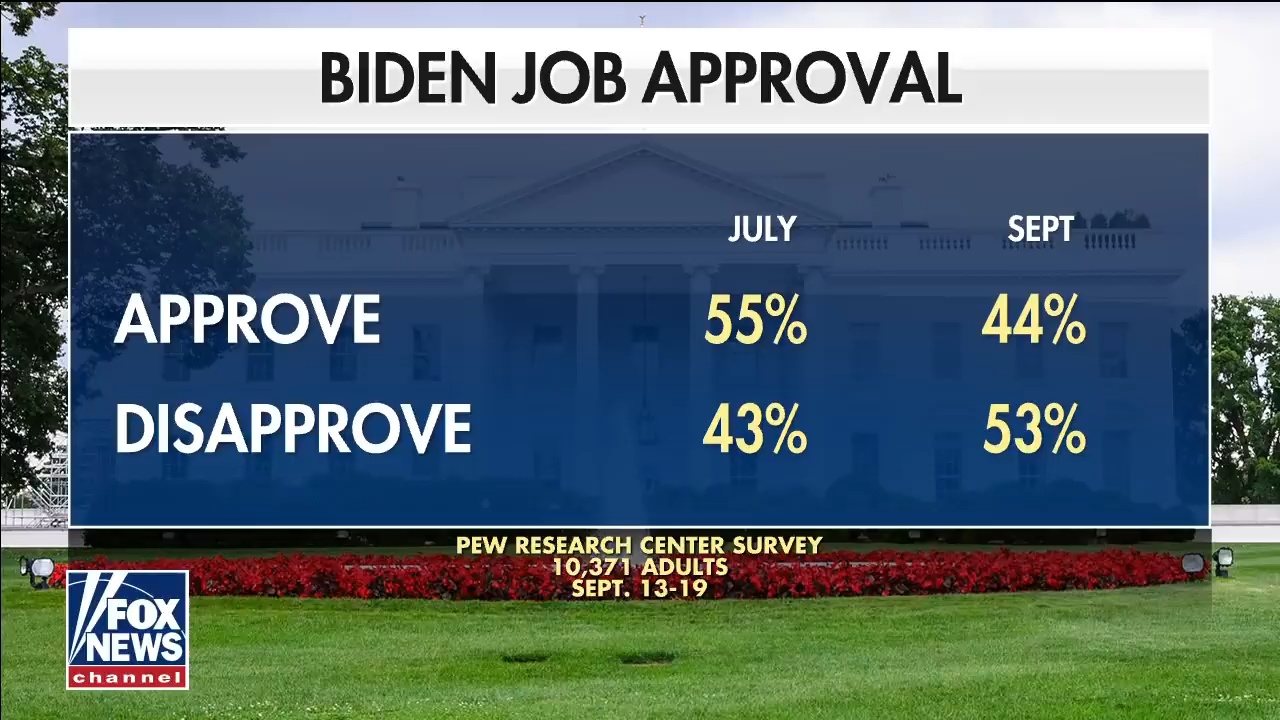 BIDEN JOB APPROVAL
JULY SEPT
APPROVE 55% 44%
DISAPPROVE 43% 53%
PEW RESEARCH CENTER SURVEY
10,371 ADULTS
SEPT. 13-19
FOX
NEWS
channel